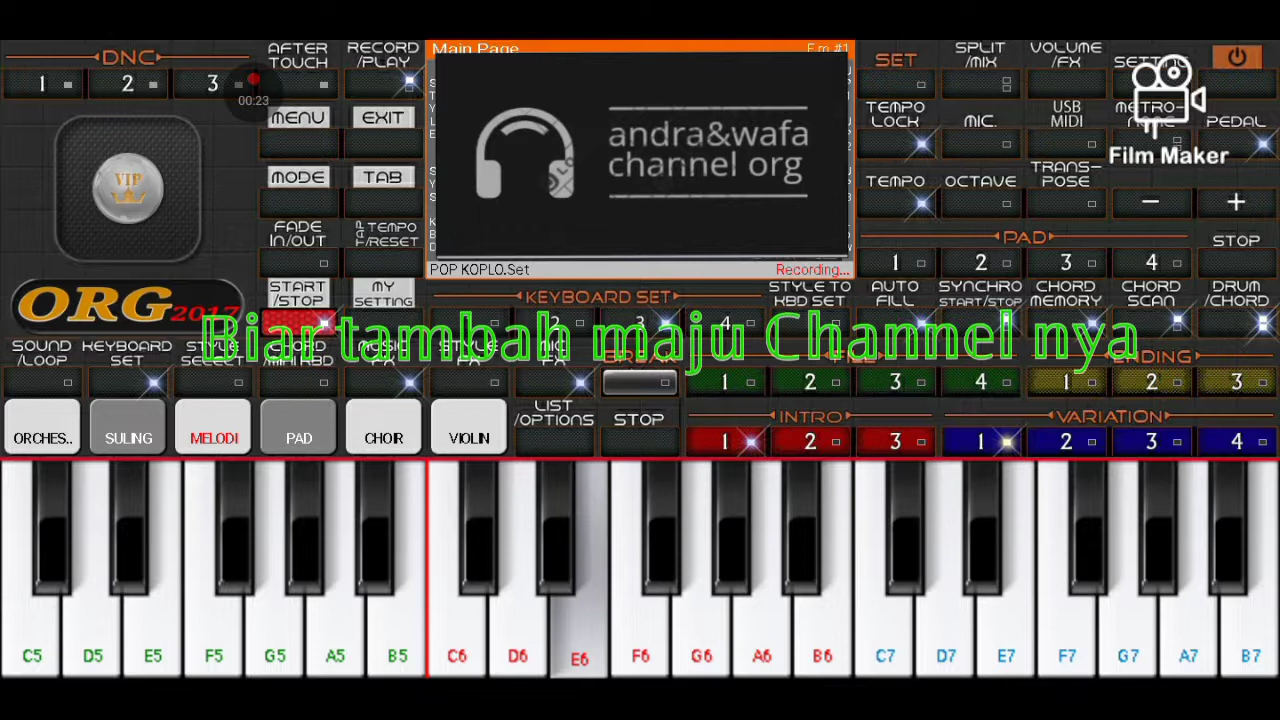 DNC
1 2 3
00:23
VIP
ORG 2017
AFTER TOUCH
RECORD /PLAY
MENU
EXIT
MODE
TAB
FADE IN/OUT
TEMPO /RESET
START /STOP
MY SETTING
SOUND /LOOP
KEYBOARD SET
STYLE SELECT
Main Page
andra&wafa
channel org
POP KOPLO.Set
Recording...
KEYBOARD SET
STYLE TO KBD SET
Biar tambah maju Channel nya
SET
SPLIT /MIX
VOLUME /FX
TEMPO LOCK
MIC.
USB MIDI
PEDAL
Film Maker
TEMPO
OCTAVE
TRANS- POSE
− +
PAD
STOP
1 2 3 4
AUTO FILL
SYNCHRO START/STOP
CHORD MEMORY
CHORD SCAN
DRUM /CHORD
1 2 3 4
1 2 3
LIST /OPTIONS
STOP
INTRO
VARIATION
1 2 3
1 2 3 4
ORCHES..
SULING
MELODI
PAD
CHOIR
VIOLIN
C5 D5 E5 F5 G5 A5 B5 C6 D6 E6 F6 G6 A6 B6 C7 D7 E7 F7 G7 A7 B7